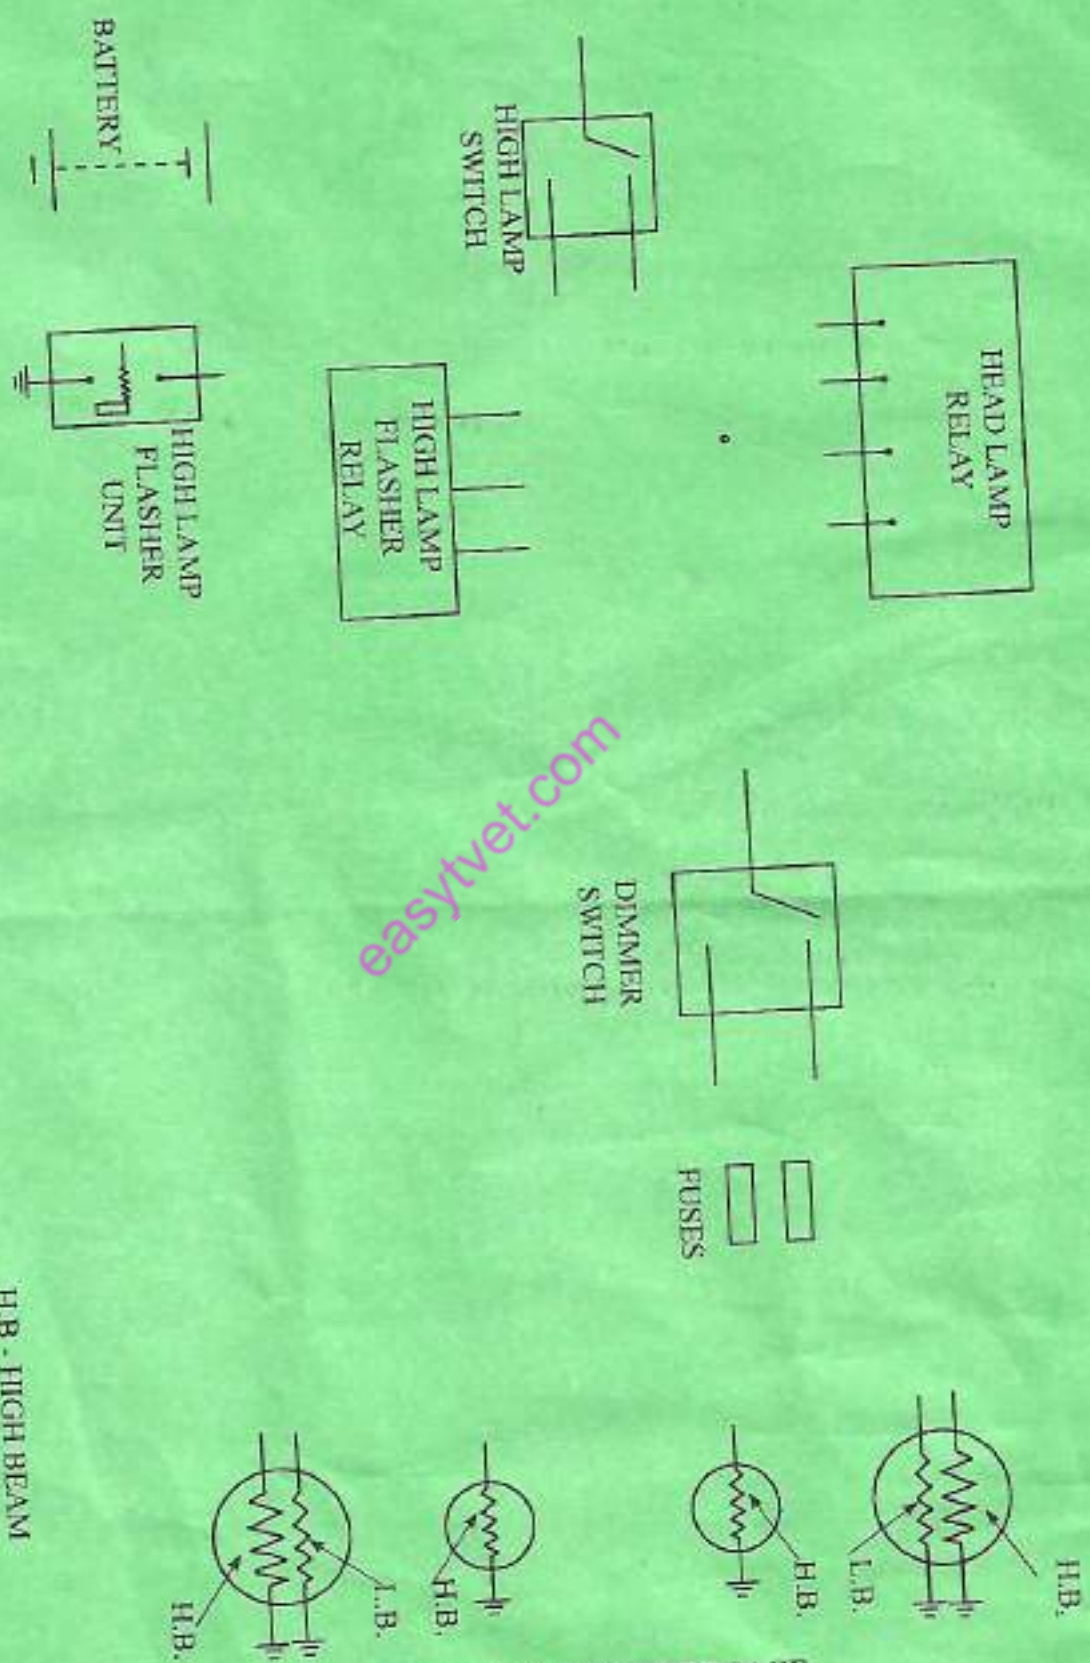 HEAD LAMP
RELAY
HIGH LAMP
SWITCH
HIGH LAMP
FLASHER
RELAY
BATTERY
HIGH LAMP
FLASHER
UNIT
DIMMER
SWITCH
FUSES
H.B.
L.B.
H.B.
H.B.
L.B.
H.B.
H.B - HIGH BEAM
easytvet.com